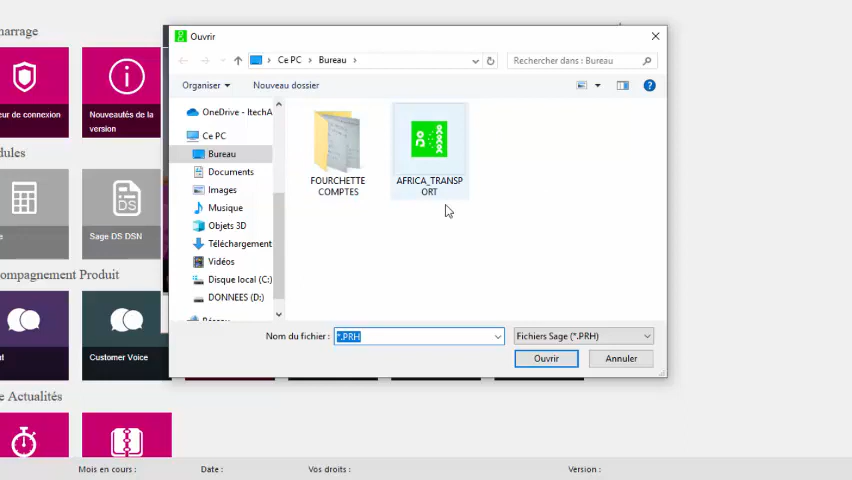 marrage
eur de connexion
Nouveautés de la
version
dules
e
Sage DS DSN
compagnement Produit
d
Customer Voice
e Actualités
Ouvrir
Ce PC
Bureau
Rechercher dans : Bureau
Organiser
Nouveau dossier
OneDrive - ItechA
Ce PC
Bureau
Documents
Images
Musique
Objets 3D
Téléchargement
Vidéos
Disque local (C:)
DONNEES (D:)
Réseau
FOURCHETTE
COMPTES
AFRICA_TRANSP
ORT
Nom du fichier :
*.PRH
Fichiers Sage (*.PRH)
Ouvrir
Annuler
Mois en cours :
Date :
Vos droits :
Version :